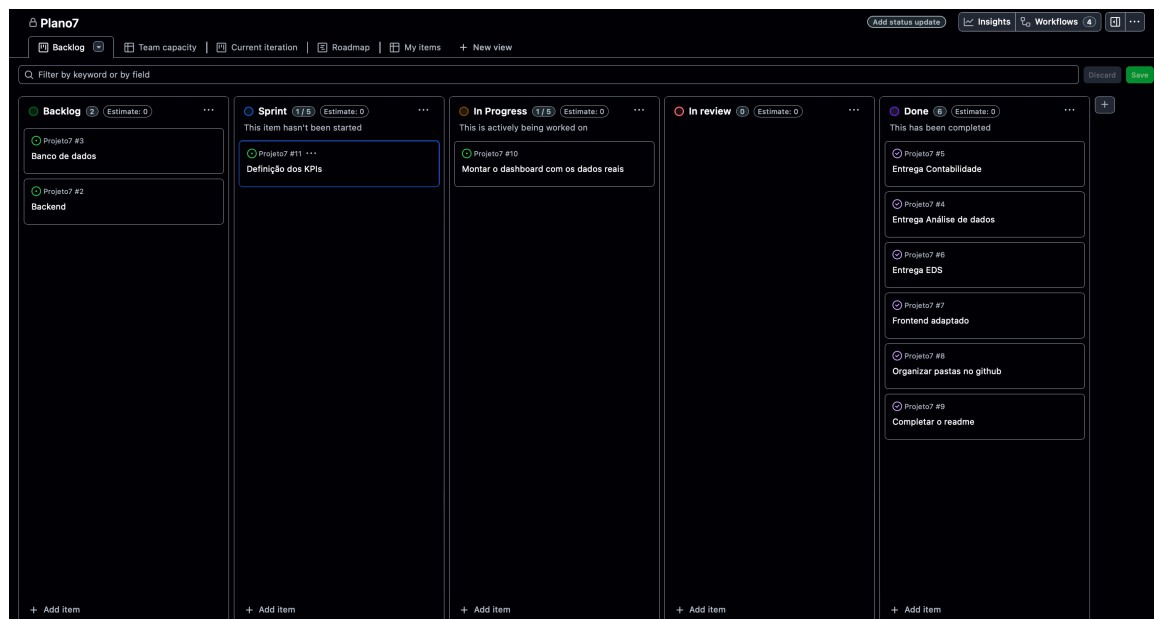 Plano7
Add status update
Insights
Workflows 4
Backlog
Team capacity
Current iteration
Roadmap
My items
New view
Filter by keyword or by field
Discard
Save
Backlog 2 Estimate: 0
Projeto7 #3
Banco de dados
Projeto7 #2
Backend
+ Add item
Sprint 1 / 5 Estimate: 0
This item hasn't been started
Projeto7 #11
Definição dos KPIs
+ Add item
In Progress 1 / 5 Estimate: 0
This is actively being worked on
Projeto7 #10
Montar o dashboard com os dados reais
+ Add item
In review 0 Estimate: 0
+ Add item
Done 6 Estimate: 0
This has been completed
Projeto7 #5
Entrega Contabilidade
Projeto7 #4
Entrega Análise de dados
Projeto7 #6
Entrega EDS
Projeto7 #7
Frontend adaptado
Projeto7 #8
Organizar pastas no github
Projeto7 #9
Completar o readme
+ Add item